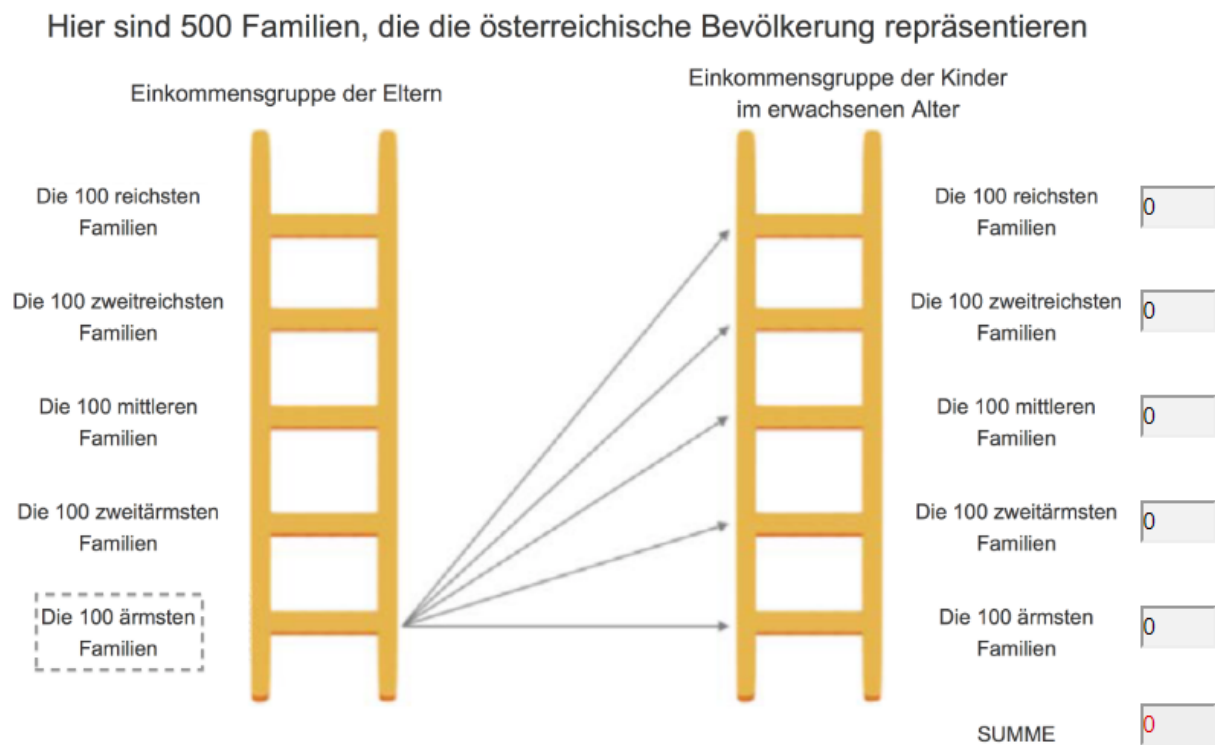 Hier sind 500 Familien, die die österreichische Bevölkerung repräsentieren
Einkommensgruppe der Eltern
Einkommensgruppe der Kinder
im erwachsenen Alter
Die 100 reichsten
Familien
Die 100 reichsten
Familien
0
Die 100 zweitreichsten
Familien
Die 100 zweitreichsten
Familien
0
Die 100 mittleren
Familien
Die 100 mittleren
Familien
0
Die 100 zweitärmsten
Familien
Die 100 zweitärmsten
Familien
0
Die 100 ärmsten
Familien
Die 100 ärmsten
Familien
0
SUMME
0